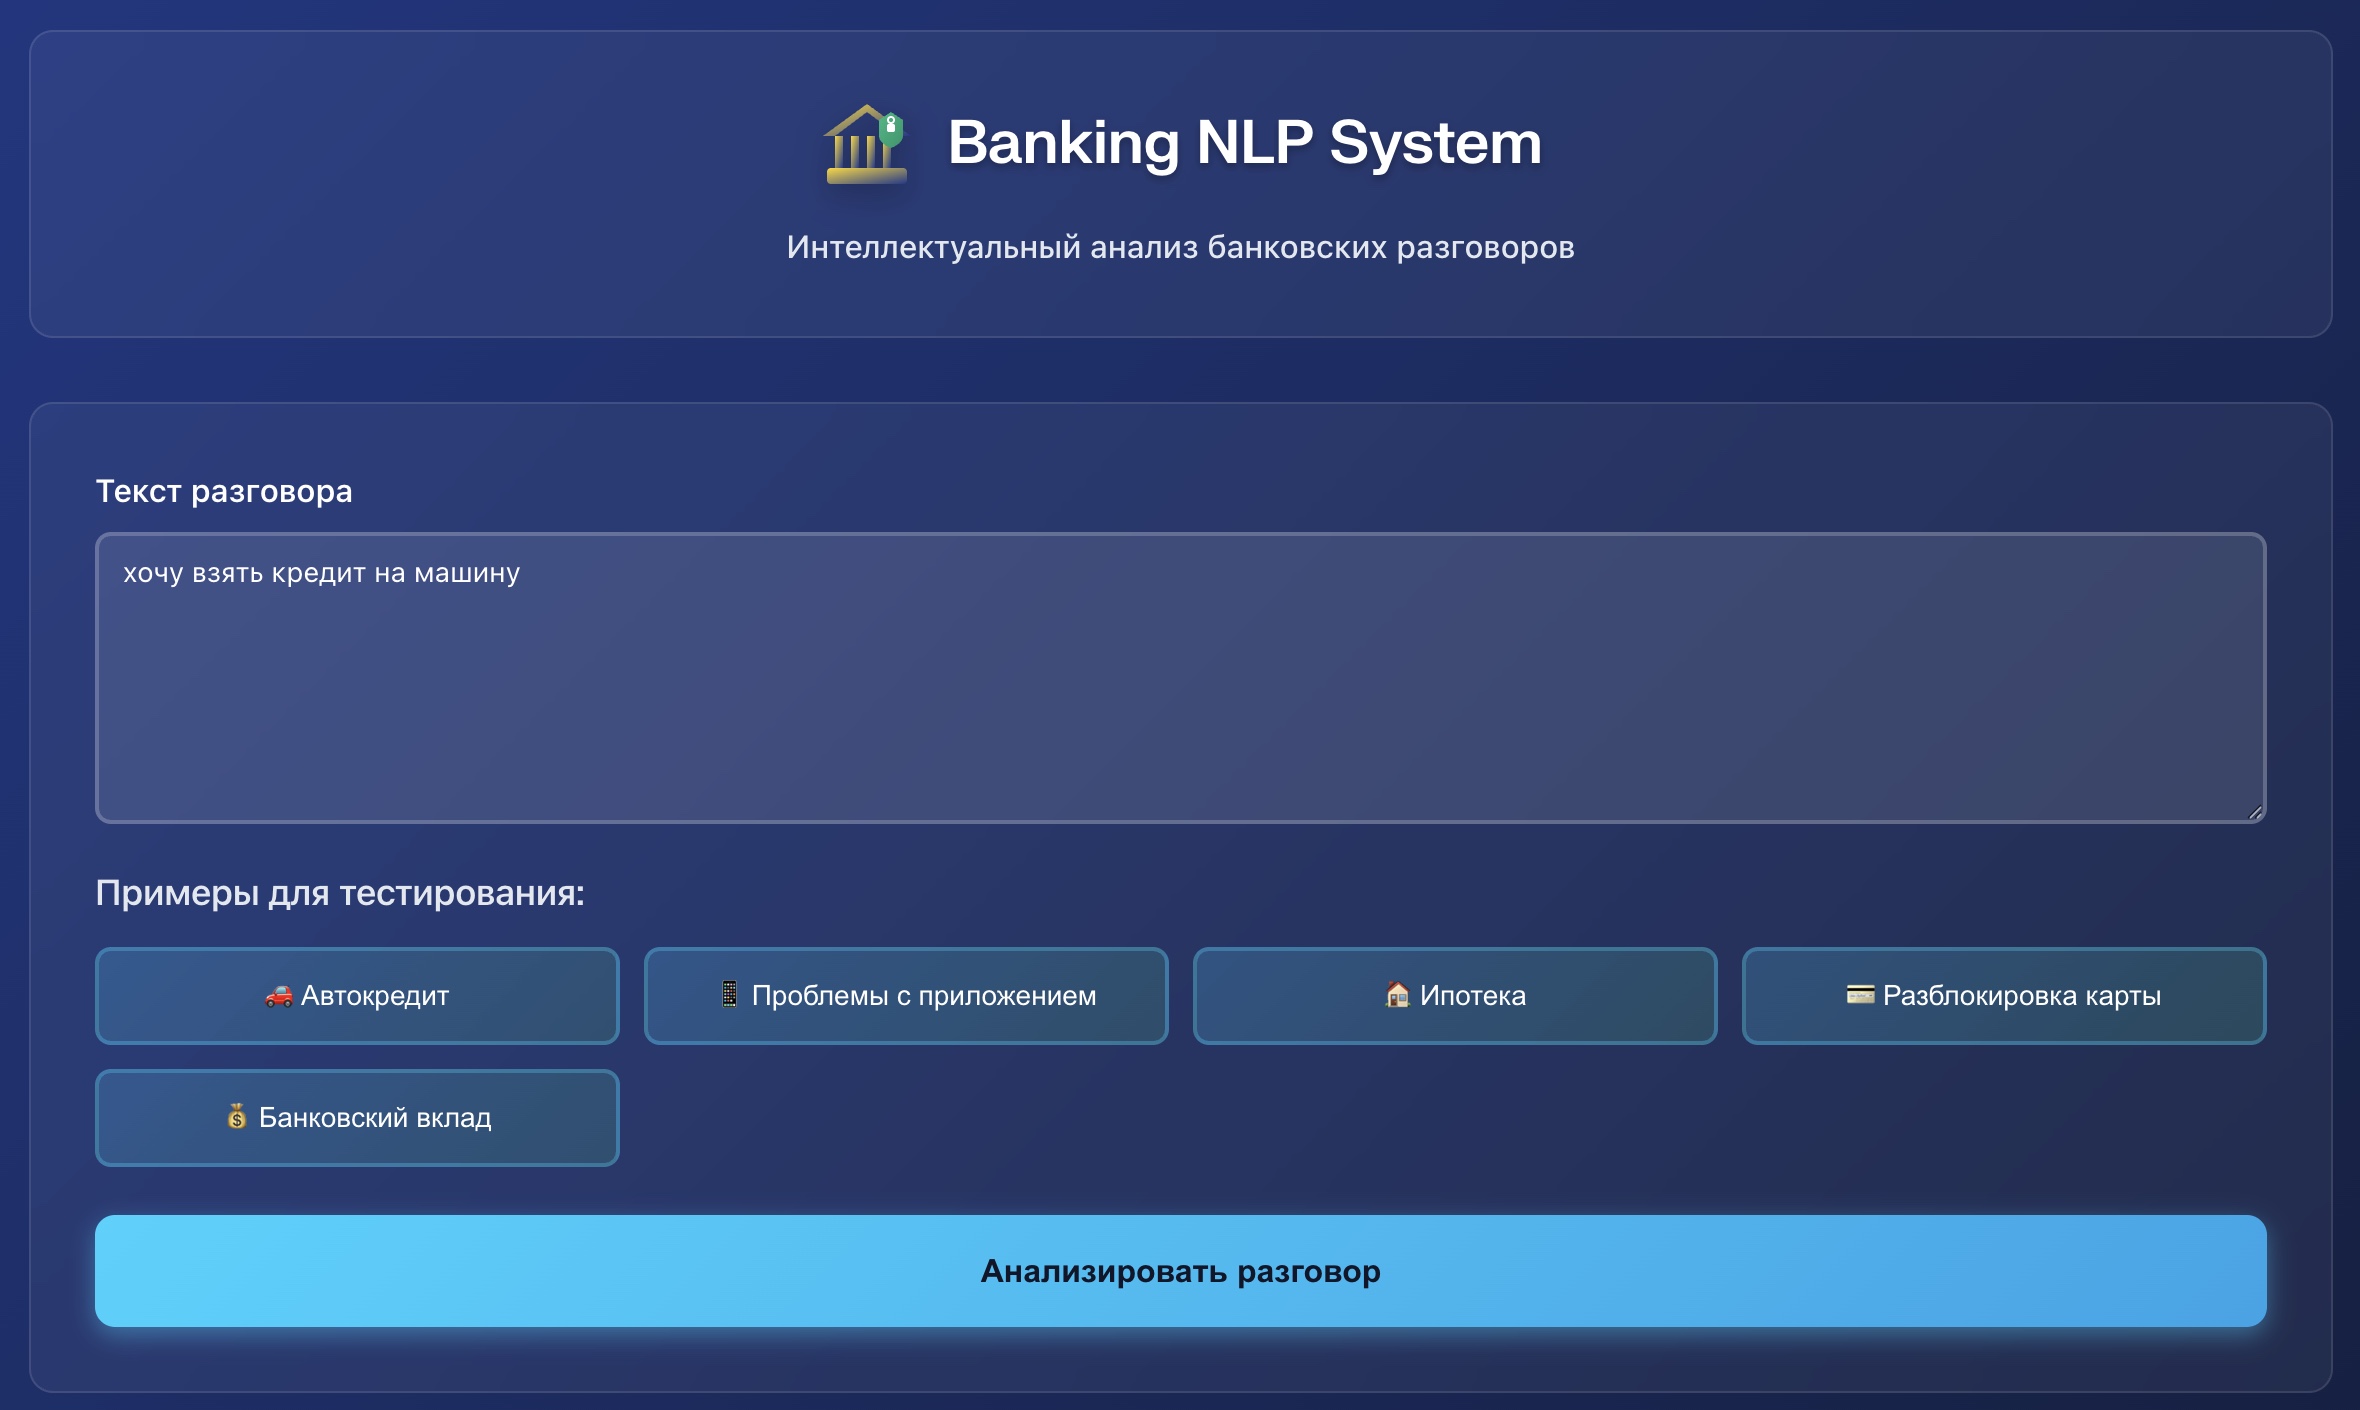 Banking NLP System
Интеллектуальный анализ банковских разговоров
Текст разговора
хочу взять кредит на машину
Примеры для тестирования:
🚗 Автокредит
📱 Проблемы с приложением
🏠 Ипотека
💳 Разблокировка карты
💰 Банковский вклад
Анализировать разговор